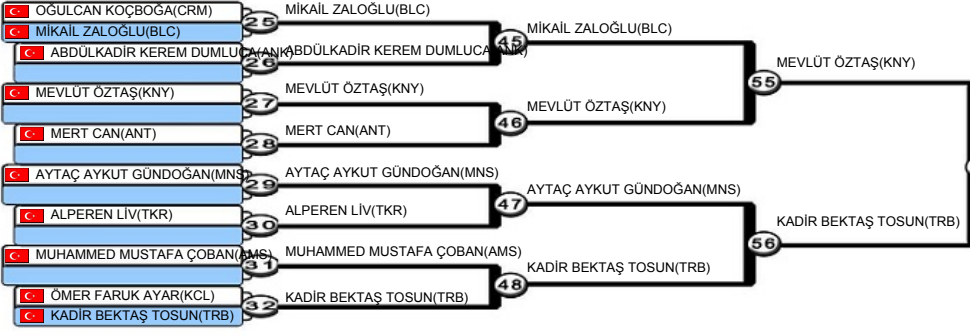 OĞULCAN KOÇBOĞA(CRM)
MİKAİL ZALOĞLU(BLC)
25
MİKAİL ZALOĞLU(BLC)
ABDÜLKADİR KEREM DUMLUCA(ANK)
26
ABDÜLKADİR KEREM DUMLUCA(ANK)
45
MİKAİL ZALOĞLU(BLC)
MEVLÜT ÖZTAŞ(KNY)
27
MEVLÜT ÖZTAŞ(KNY)
MERT CAN(ANT)
28
MERT CAN(ANT)
46
MEVLÜT ÖZTAŞ(KNY)
55
MEVLÜT ÖZTAŞ(KNY)
AYTAÇ AYKUT GÜNDOĞAN(MNS)
29
AYTAÇ AYKUT GÜNDOĞAN(MNS)
ALPEREN LİV(TKR)
30
ALPEREN LİV(TKR)
47
AYTAÇ AYKUT GÜNDOĞAN(MNS)
MUHAMMED MUSTAFA ÇOBAN(AMS)
31
MUHAMMED MUSTAFA ÇOBAN(AMS)
ÖMER FARUK AYAR(KCL)
KADİR BEKTAŞ TOSUN(TRB)
32
KADİR BEKTAŞ TOSUN(TRB)
48
KADİR BEKTAŞ TOSUN(TRB)
56
KADİR BEKTAŞ TOSUN(TRB)